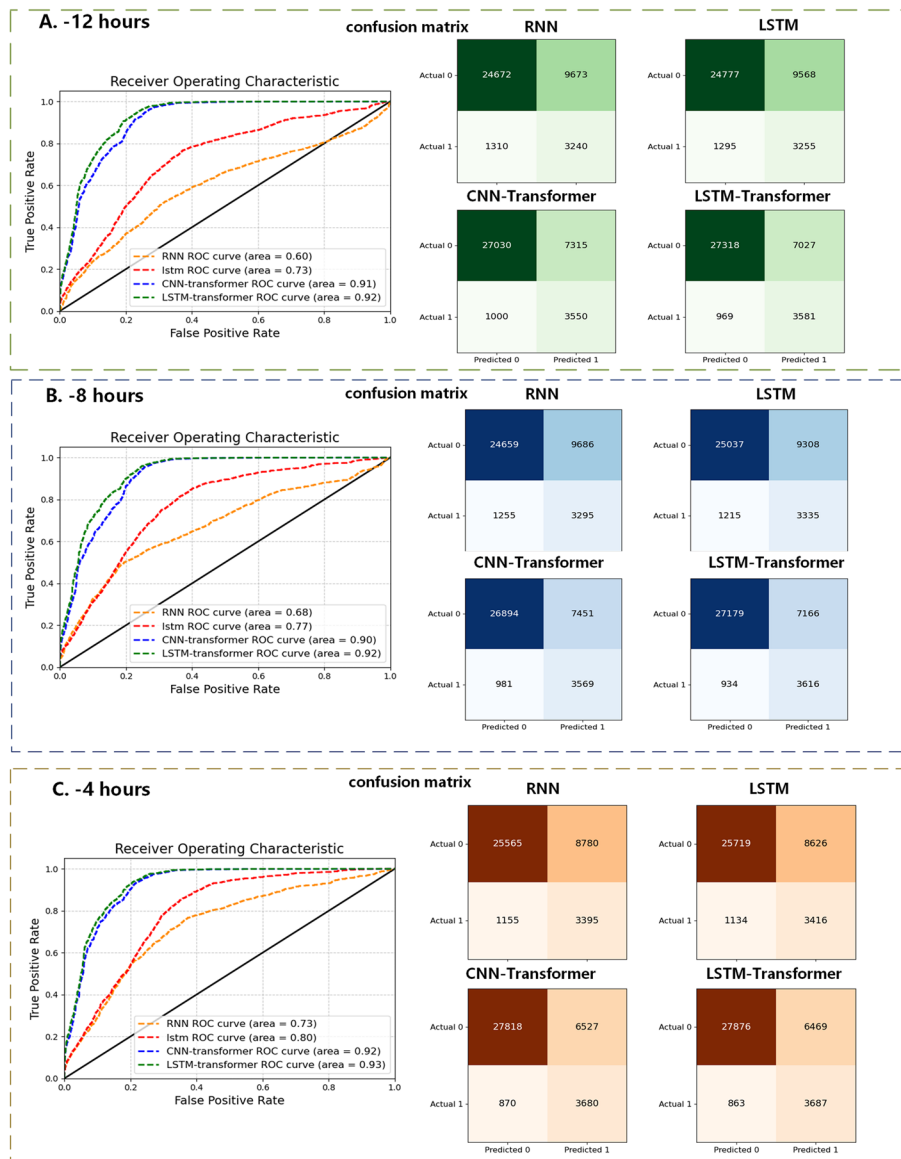 A. -12 hours
confusion matrix
RNN
LSTM
Receiver Operating Characteristic
True Positive Rate
1.0
0.8
0.6
0.4
0.2
0.0
RNN ROC curve (area = 0.60)
lstm ROC curve (area = 0.73)
CNN-transformer ROC curve (area = 0.91)
LSTM-transformer ROC curve (area = 0.92)
0.0 0.2 0.4 0.6 0.8 1.0
False Positive Rate
Actual 0 24672 9673
Actual 1 1310 3240
Actual 0 24777 9568
Actual 1 1295 3255
CNN-Transformer
LSTM-Transformer
Actual 0 27030 7315
Actual 1 1000 3550
Predicted 0 Predicted 1
Actual 0 27318 7027
Actual 1 969 3581
Predicted 0 Predicted 1
B. -8 hours
confusion matrix
RNN
LSTM
Receiver Operating Characteristic
True Positive Rate
1.0
0.8
0.6
0.4
0.2
0.0
RNN ROC curve (area = 0.68)
lstm ROC curve (area = 0.77)
CNN-transformer ROC curve (area = 0.90)
LSTM-transformer ROC curve (area = 0.92)
0.0 0.2 0.4 0.6 0.8 1.0
False Positive Rate
Actual 0 24659 9686
Actual 1 1255 3295
Actual 0 25037 9308
Actual 1 1215 3335
CNN-Transformer
LSTM-Transformer
Actual 0 26894 7451
Actual 1 981 3569
Predicted 0 Predicted 1
Actual 0 27179 7166
Actual 1 934 3616
Predicted 0 Predicted 1
C. -4 hours
confusion matrix
RNN
LSTM
Receiver Operating Characteristic
True Positive Rate
1.0
0.8
0.6
0.4
0.2
0.0
RNN ROC curve (area = 0.73)
lstm ROC curve (area = 0.80)
CNN-transformer ROC curve (area = 0.92)
LSTM-transformer ROC curve (area = 0.93)
0.0 0.2 0.4 0.6 0.8 1.0
False Positive Rate
Actual 0 25565 8780
Actual 1 1155 3395
Actual 0 25719 8626
Actual 1 1134 3416
CNN-Transformer
LSTM-Transformer
Actual 0 27818 6527
Actual 1 870 3680
Predicted 0 Predicted 1
Actual 0 27876 6469
Actual 1 863 3687
Predicted 0 Predicted 1